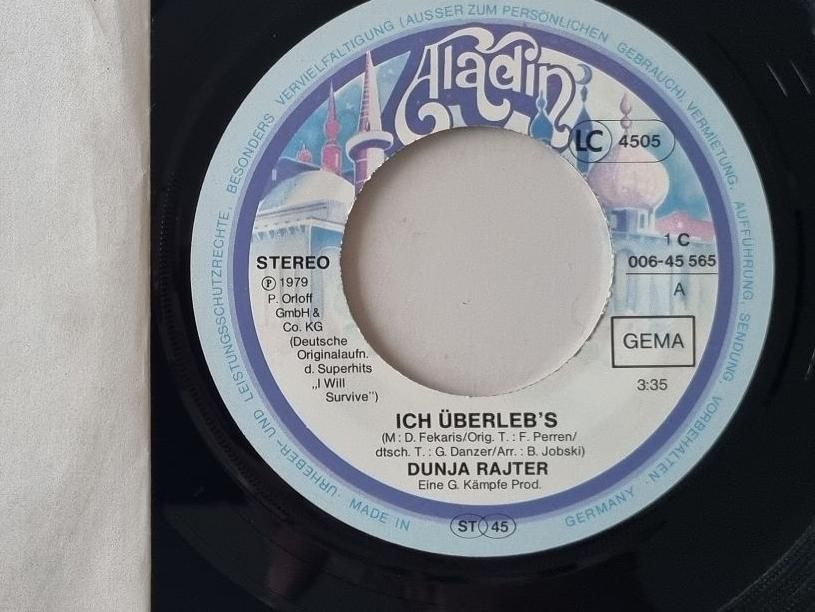 URHEBER- UND LEISTUNGSSCHUTZRECHTE, BESONDERS VERVIELFÄLTIGUNG (AUSSER ZUM PERSÖNLICHEN GEBRAUCH), VERMIETUNG, AUFFÜHRUNG, SENDUNG, VORBEHALTEN · GERMANY
· MADE IN
Aladin
LC 4505
STEREO
Ⓟ 1979
P. Orloff
GmbH &
Co. KG
(Deutsche
Originalaufn.
d. Superhits
„I Will
Survive")
1 C
006-45 565
A
GEMA
3:35
ICH ÜBERLEB'S
(M : D. Fekaris/Orig. T. : F. Perren/
dtsch. T. : G. Danzer/Arr. : B. Jobski)
DUNJA RAJTER
Eine G. Kämpfe Prod.
ST 45